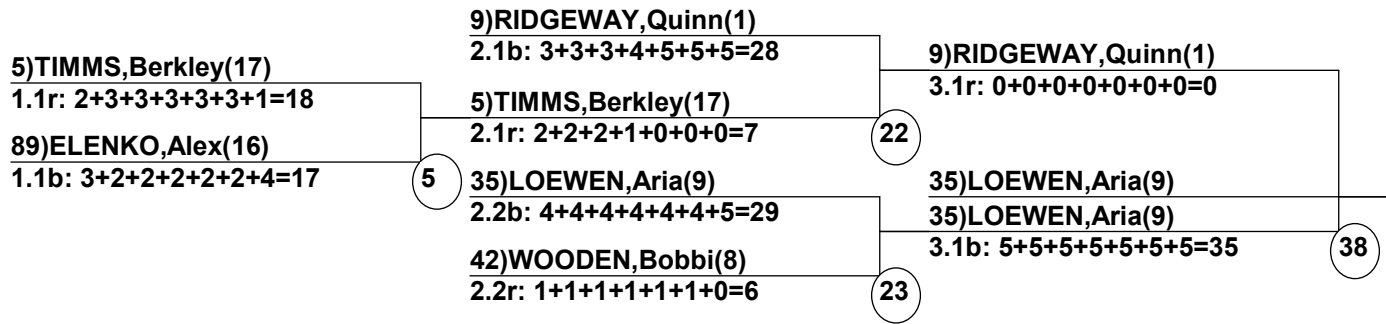 5)TIMMS,Berkley(17)
1.1r: 2+3+3+3+3+3+1=18
89)ELENKO,Alex(16)
1.1b: 3+2+2+2+2+2+4=17
5
9)RIDGEWAY,Quinn(1)
2.1b: 3+3+3+4+5+5+5=28
5)TIMMS,Berkley(17)
2.1r: 2+2+2+1+0+0+0=7
22
35)LOEWEN,Aria(9)
2.2b: 4+4+4+4+4+4+5=29
42)WOODEN,Bobbi(8)
2.2r: 1+1+1+1+1+1+0=6
23
9)RIDGEWAY,Quinn(1)
3.1r: 0+0+0+0+0+0+0=0
35)LOEWEN,Aria(9)
35)LOEWEN,Aria(9)
3.1b: 5+5+5+5+5+5+5=35
38